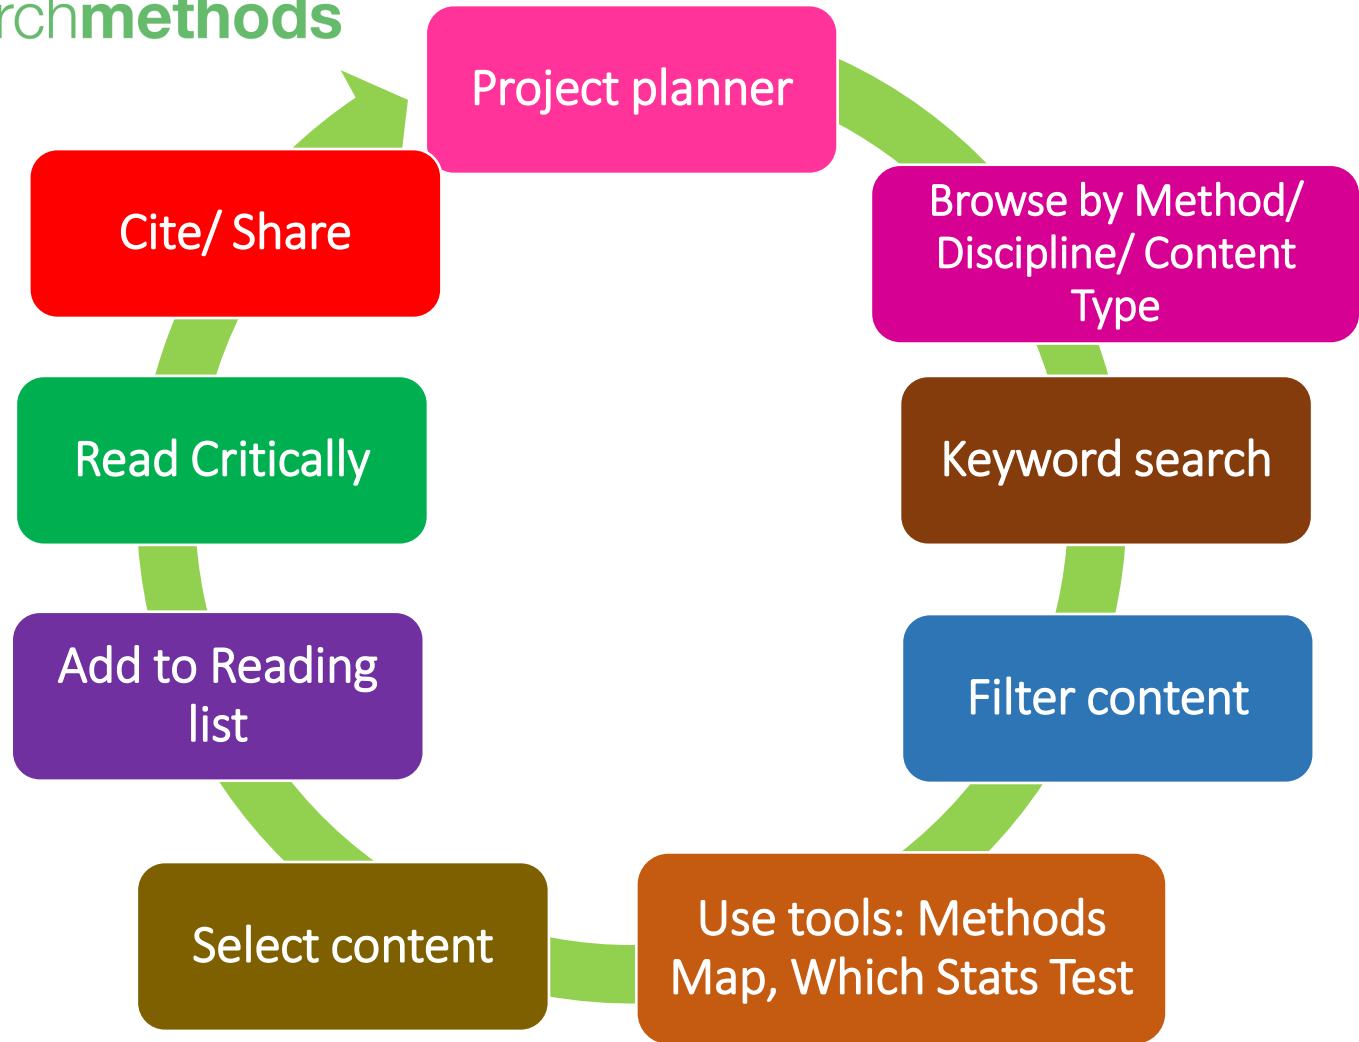 rchmethods
Project planner
Browse by Method/
Discipline/ Content
Type
Keyword search
Filter content
Use tools: Methods
Map, Which Stats Test
Select content
Add to Reading
list
Read Critically
Cite/ Share